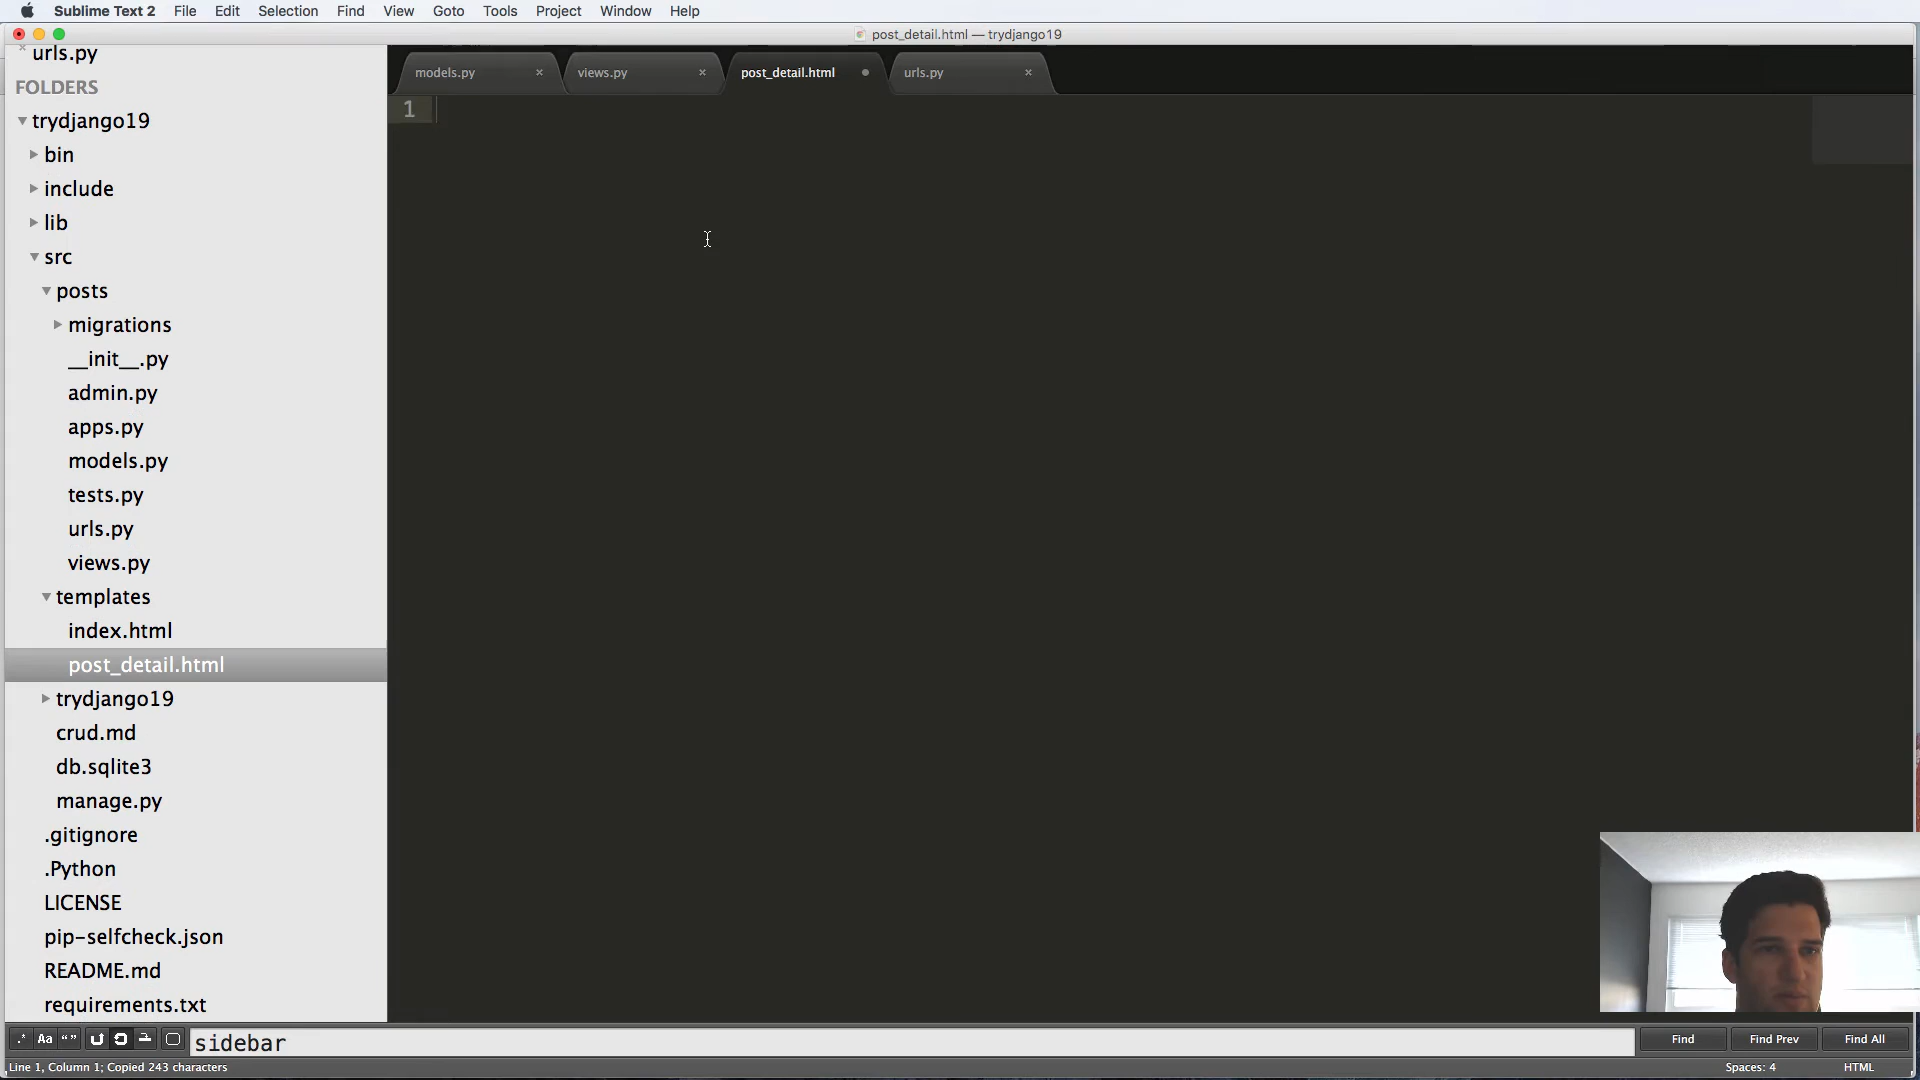 Sublime Text 2 File Edit Selection Find View Goto Tools Project Window Help
post_detail.html — trydjango19
urls.py
models.py
views.py
post_detail.html
urls.py
FOLDERS
1
trydjango19
bin
include
lib
src
posts
migrations
__init__.py
admin.py
apps.py
models.py
tests.py
urls.py
views.py
templates
index.html
post_detail.html
trydjango19
crud.md
db.sqlite3
manage.py
.gitignore
.Python
LICENSE
pip-selfcheck.json
README.md
requirements.txt
.* Aa “” sidebar Find Find Prev Find All
Line 1, Column 1; Copied 243 characters Spaces: 4 HTML